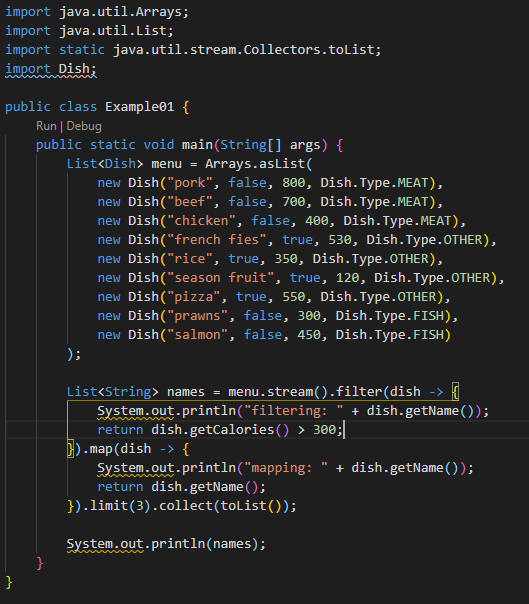 import java.util.Arrays;
import java.util.List;
import static java.util.stream.Collectors.toList;
import Dish;

public class Example01 {
Run | Debug
    public static void main(String[] args) {
        List<Dish> menu = Arrays.asList(
            new Dish("pork", false, 800, Dish.Type.MEAT),
            new Dish("beef", false, 700, Dish.Type.MEAT),
            new Dish("chicken", false, 400, Dish.Type.MEAT),
            new Dish("french fies", true, 530, Dish.Type.OTHER),
            new Dish("rice", true, 350, Dish.Type.OTHER),
            new Dish("season fruit", true, 120, Dish.Type.OTHER),
            new Dish("pizza", true, 550, Dish.Type.OTHER),
            new Dish("prawns", false, 300, Dish.Type.FISH),
            new Dish("salmon", false, 450, Dish.Type.FISH)
        );

        List<String> names = menu.stream().filter(dish -> {
            System.out.println("filtering: " + dish.getName());
            return dish.getCalories() > 300;
        }).map(dish -> {
            System.out.println("mapping: " + dish.getName());
            return dish.getName();
        }).limit(3).collect(toList());

        System.out.println(names);
    }
}